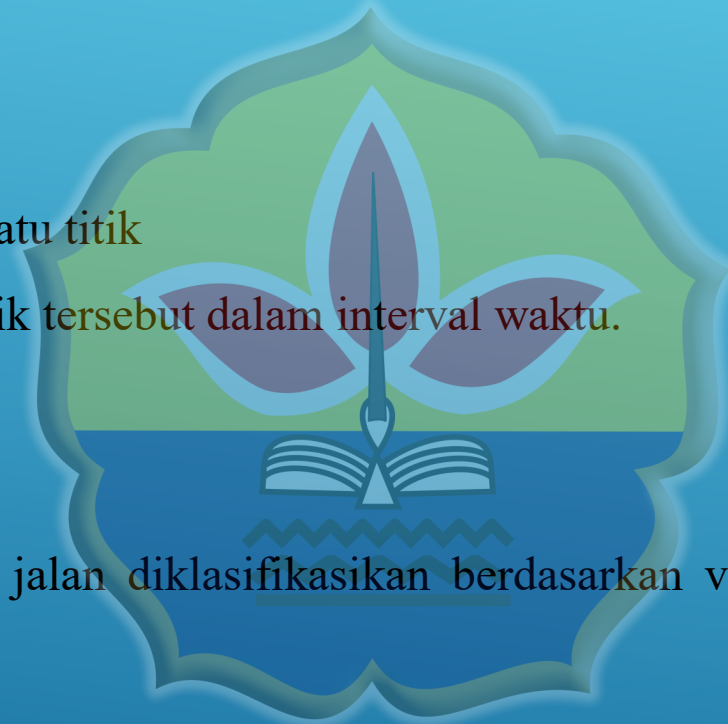 atu titik
ik tersebut dalam interval waktu.
jalan diklasifikasikan berdasarkan v